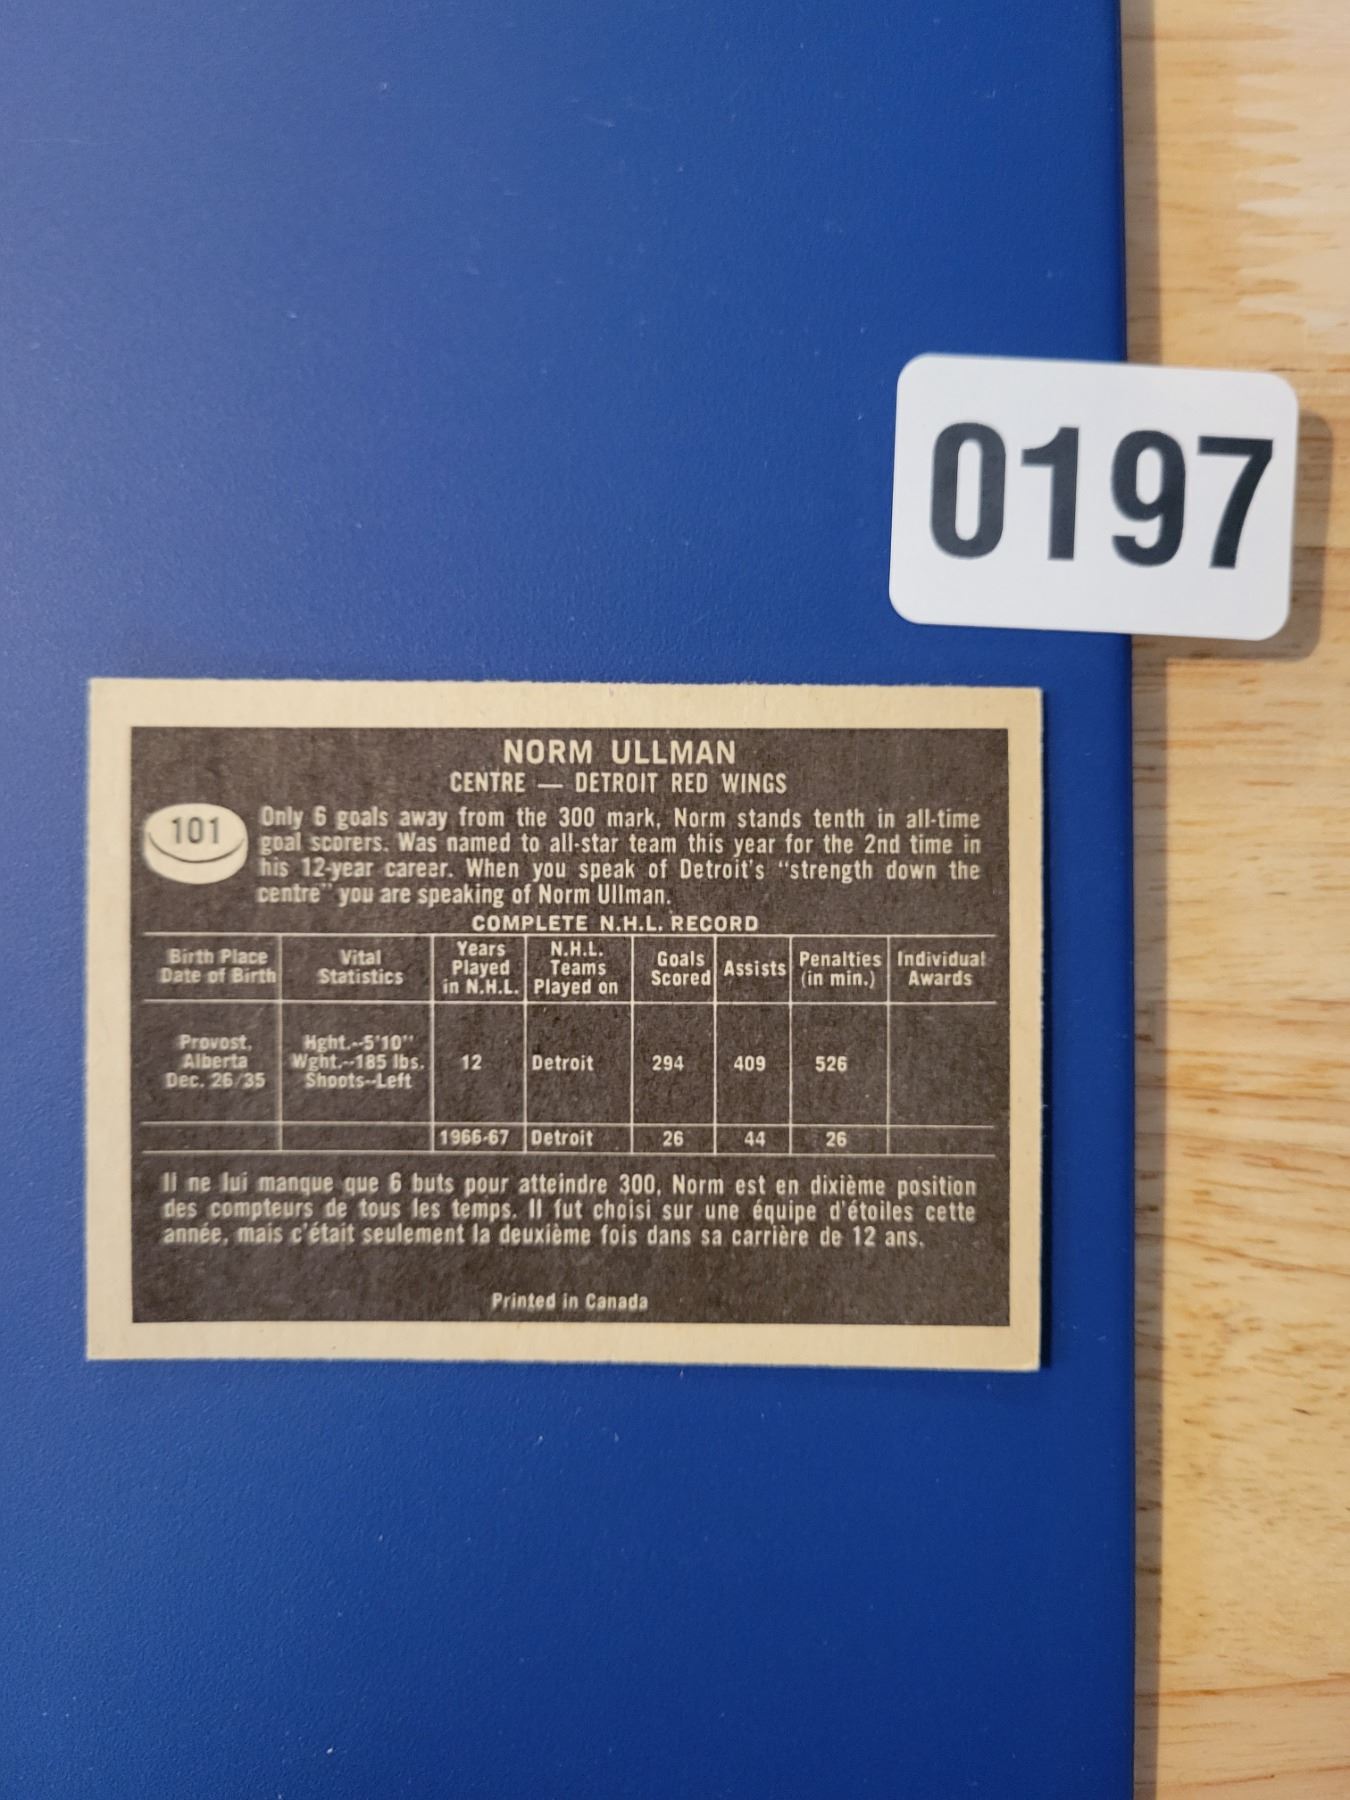 0197
NORM ULLMAN
CENTRE — DETROIT RED WINGS
101
Only 6 goals away from the 300 mark, Norm stands tenth in all-time
goal scorers. Was named to all-star team this year for the 2nd time in
his 12-year career. When you speak of Detroit's "strength down the
centre" you are speaking of Norm Ullman.
COMPLETE N.H.L. RECORD
Birth Place
Date of Birth
Vital
Statistics
Years
Played
in N.H.L.
N.H.L.
Teams
Played on
Goals
Scored
Assists
Penalties
(in min.)
Individual
Awards
Provost,
Alberta
Dec. 26/35
Hght.--5'10"
Wght.--185 lbs.
Shoots--Left
12
Detroit
294
409
526
1966-67
Detroit
26
44
26
Il ne lui manque que 6 buts pour atteindre 300, Norm est en dixième position
des compteurs de tous les temps. Il fut choisi sur une équipe d'étoiles cette
année, mais c'était seulement la deuxième fois dans sa carrière de 12 ans.
Printed in Canada